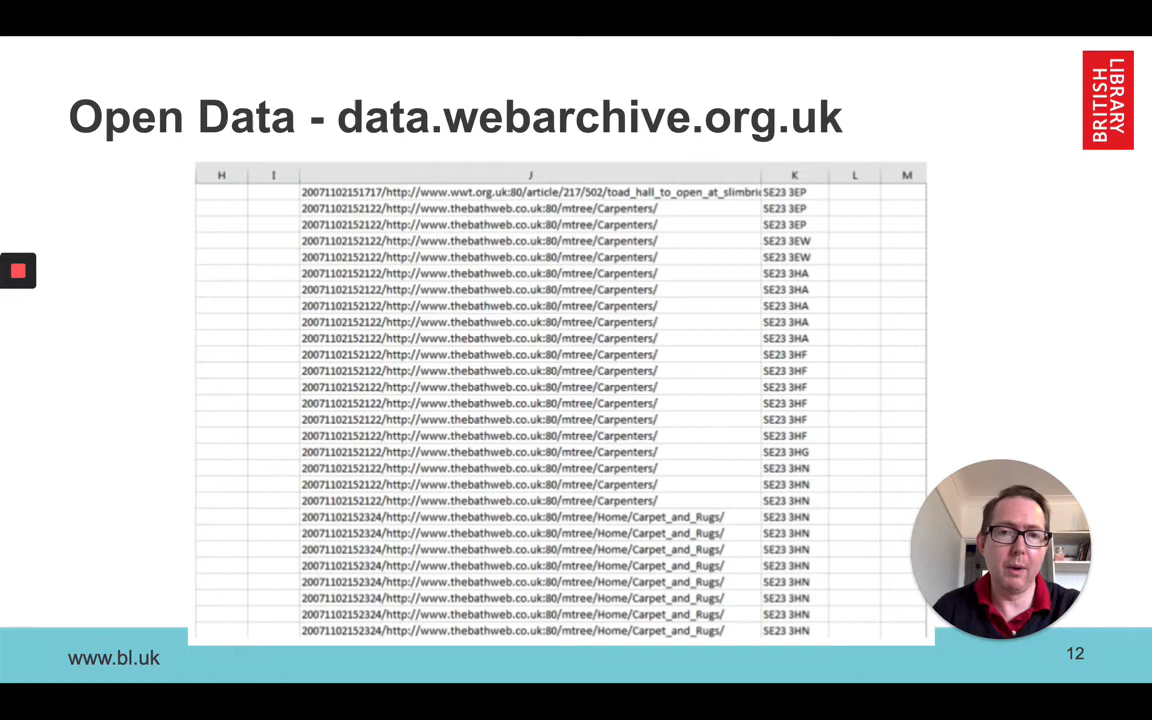 Open Data - data.webarchive.org.uk
BRITISH
LIBRARY
H I J K L M
20071102151717/http://www.wwt.org.uk:80/article/217/502/toad_hall_to_open_at_slimbri SE23 3EP
20071102152122/http://www.thebathweb.co.uk:80/mtree/Carpenters/ SE23 3EP
20071102152122/http://www.thebathweb.co.uk:80/mtree/Carpenters/ SE23 3EP
20071102152122/http://www.thebathweb.co.uk:80/mtree/Carpenters/ SE23 3EW
20071102152122/http://www.thebathweb.co.uk:80/mtree/Carpenters/ SE23 3EW
20071102152122/http://www.thebathweb.co.uk:80/mtree/Carpenters/ SE23 3HA
20071102152122/http://www.thebathweb.co.uk:80/mtree/Carpenters/ SE23 3HA
20071102152122/http://www.thebathweb.co.uk:80/mtree/Carpenters/ SE23 3HA
20071102152122/http://www.thebathweb.co.uk:80/mtree/Carpenters/ SE23 3HA
20071102152122/http://www.thebathweb.co.uk:80/mtree/Carpenters/ SE23 3HA
20071102152122/http://www.thebathweb.co.uk:80/mtree/Carpenters/ SE23 3HF
20071102152122/http://www.thebathweb.co.uk:80/mtree/Carpenters/ SE23 3HF
20071102152122/http://www.thebathweb.co.uk:80/mtree/Carpenters/ SE23 3HF
20071102152122/http://www.thebathweb.co.uk:80/mtree/Carpenters/ SE23 3HF
20071102152122/http://www.thebathweb.co.uk:80/mtree/Carpenters/ SE23 3HF
20071102152122/http://www.thebathweb.co.uk:80/mtree/Carpenters/ SE23 3HF
20071102152122/http://www.thebathweb.co.uk:80/mtree/Carpenters/ SE23 3HG
20071102152122/http://www.thebathweb.co.uk:80/mtree/Carpenters/ SE23 3HN
20071102152122/http://www.thebathweb.co.uk:80/mtree/Carpenters/ SE23 3HN
20071102152122/http://www.thebathweb.co.uk:80/mtree/Carpenters/ SE23 3HN
20071102152324/http://www.thebathweb.co.uk:80/mtree/Home/Carpet_and_Rugs/ SE23 3HN
20071102152324/http://www.thebathweb.co.uk:80/mtree/Home/Carpet_and_Rugs/ SE23 3HN
20071102152324/http://www.thebathweb.co.uk:80/mtree/Home/Carpet_and_Rugs/ SE23 3HN
20071102152324/http://www.thebathweb.co.uk:80/mtree/Home/Carpet_and_Rugs/ SE23 3HN
20071102152324/http://www.thebathweb.co.uk:80/mtree/Home/Carpet_and_Rugs/ SE23 3HN
20071102152324/http://www.thebathweb.co.uk:80/mtree/Home/Carpet_and_Rugs/ SE23 3HN
20071102152324/http://www.thebathweb.co.uk:80/mtree/Home/Carpet_and_Rugs/ SE23 3HN
20071102152324/http://www.thebathweb.co.uk:80/mtree/Home/Carpet_and_Rugs/ SE23 3HN
www.bl.uk
12